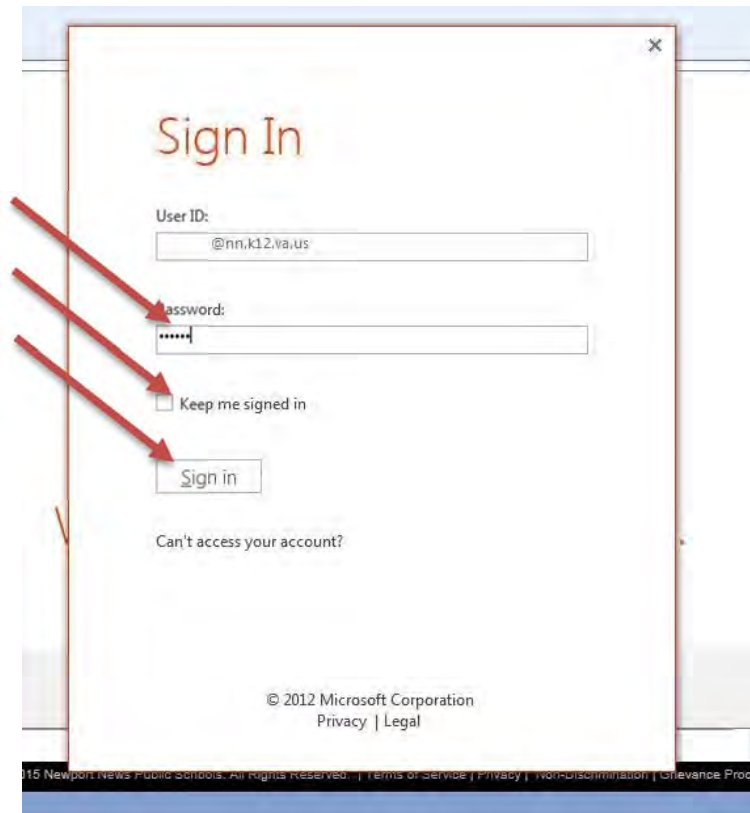 Sign In
User ID:
@nn.k12.va.us
Password:
••••••
Keep me signed in
Sign in
Can't access your account?
© 2012 Microsoft Corporation
Privacy | Legal
15 Newport News Public Schools. All Rights Reserved. | Terms of Service | Privacy | Non-Discrimination | Grievance Proc